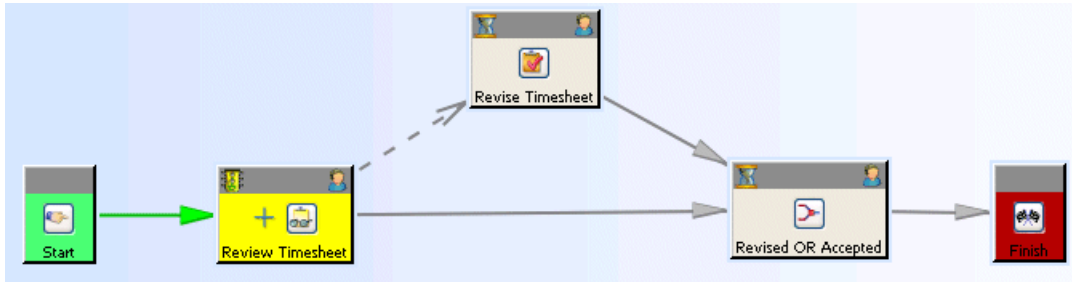 Revise Timesheet
Start
Review Timesheet
Revised OR Accepted
Finish